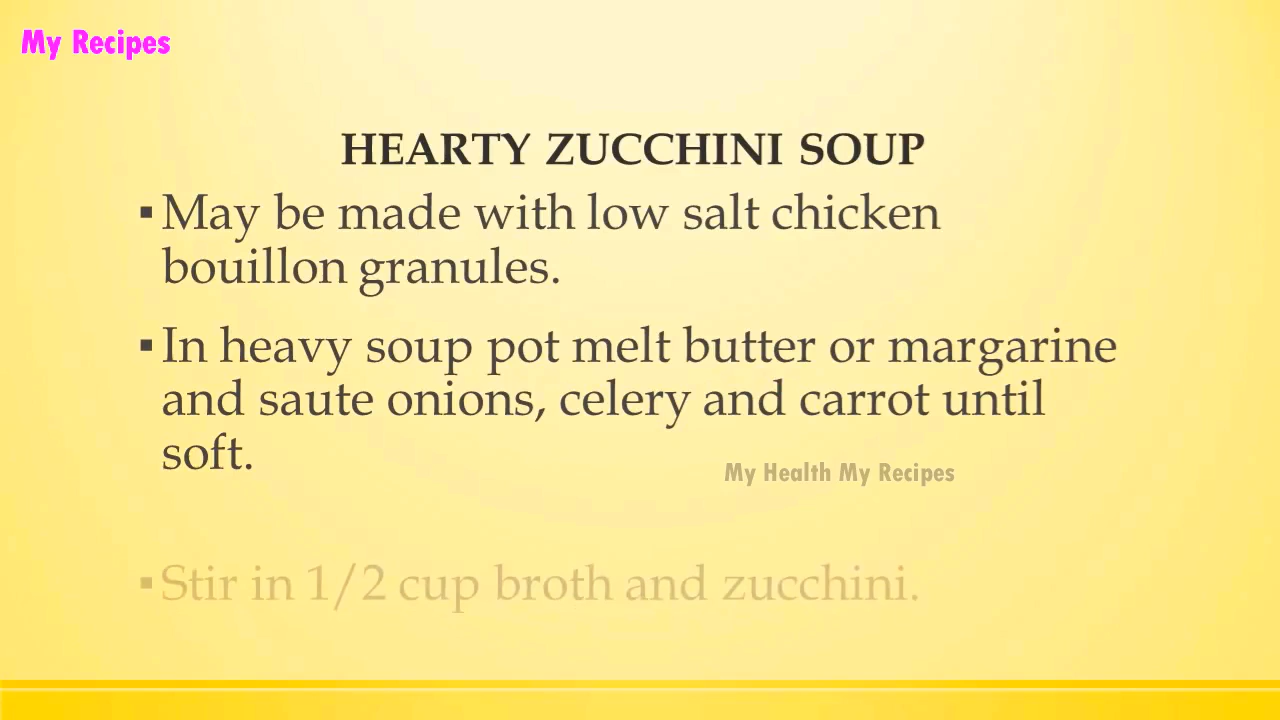 My Recipes
HEARTY ZUCCHINI SOUP
▪May be made with low salt chicken
bouillon granules.
▪In heavy soup pot melt butter or margarine
and saute onions, celery and carrot until
soft.
My Health My Recipes
▪Stir in 1/2 cup broth and zucchini.